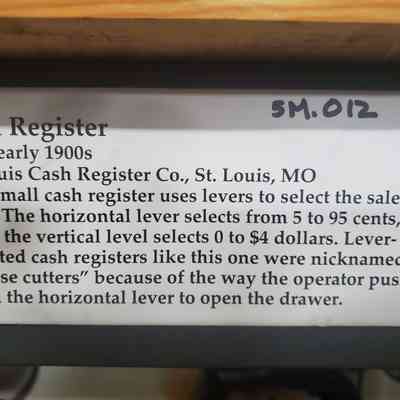 SM.012
Register
early 1900s
uis Cash Register Co., St. Louis, MO
mall cash register uses levers to select the sale
The horizontal lever selects from 5 to 95 cents,
the vertical level selects 0 to $4 dollars. Lever-
ted cash registers like this one were nicknamed
se cutters” because of the way the operator pus
the horizontal lever to open the drawer.